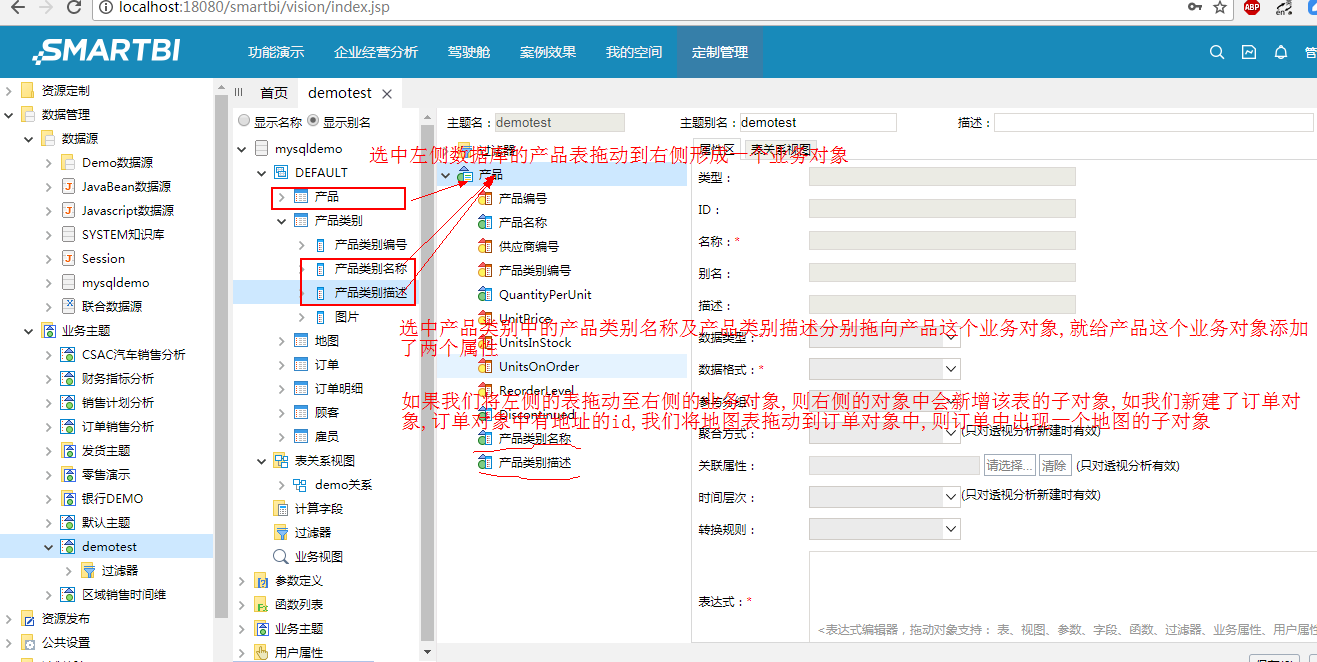 localhost:18080/smartbi/vision/index.jsp
ABP
en
SMARTBI 功能演示 企业经营分析 驾驶舱 案例效果 我的空间 定制管理
资源定制
数据管理
数据源
Demo数据源
JavaBean数据源
Javascript数据源
SYSTEM知识库
Session
mysqldemo
联合数据源
业务主题
CSAC汽车销售分析
财务指标分析
销售计划分析
订单销售分析
发货主题
零售演示
银行DEMO
默认主题
demotest
过滤器
区域销售时间维
资源发布
公共设置
首页 demotest
显示名称 显示别名
mysqldemo
DEFAULT
产品
产品类别
产品类别编号
产品类别名称
产品类别描述
图片
地图
订单
订单明细
顾客
雇员
表关系视图
demo关系
计算字段
过滤器
业务视图
参数定义
函数列表
业务主题
用户属性
主题名： demotest 主题别名： demotest 描述：
过滤器
属性区 表关系视图
选中左侧数据库的产品表拖动到右侧形成一个业务对象
产品
产品编号
产品名称
供应商编号
产品类别编号
QuantityPerUnit
UnitPrice
UnitsInStock
UnitsOnOrder
ReorderLevel
Discontinued
产品类别名称
产品类别描述
选中产品类别中的产品类别名称及产品类别描述分别拖向产品这个业务对象,就给产品这个业务对象添加
了两个属性
如果我们将左侧的表拖动至右侧的业务对象,则右侧的对象中会新增该表的子对象,如我们新建了订单对
象,订单对象中有地址的id,我们将地图表拖动到订单对象中,则订单中出现一个地图的子对象
类型：
ID：
名称：*
别名：
描述：
数据类型：
数据格式：*
聚合方式： (只对透视分析新建时有效)
关联属性： 请选择... 清除 (只对透视分析有效)
时间层次： (只对透视分析新建时有效)
转换规则：
表达式：*
<表达式编辑器，拖动对象支持： 表、视图、参数、字段、函数、过滤器、业务属性、用户属性